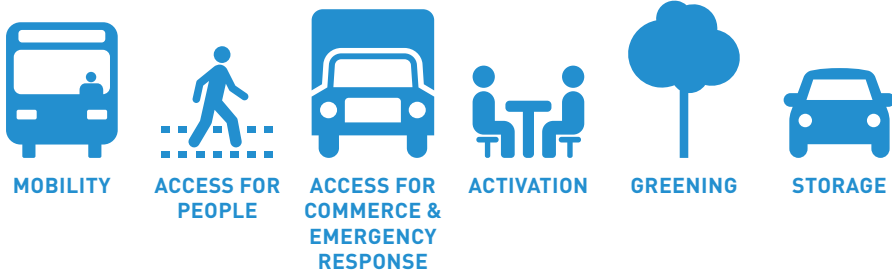 MOBILITY
ACCESS FOR
PEOPLE
ACCESS FOR
COMMERCE &
EMERGENCY
RESPONSE
ACTIVATION
GREENING
STORAGE